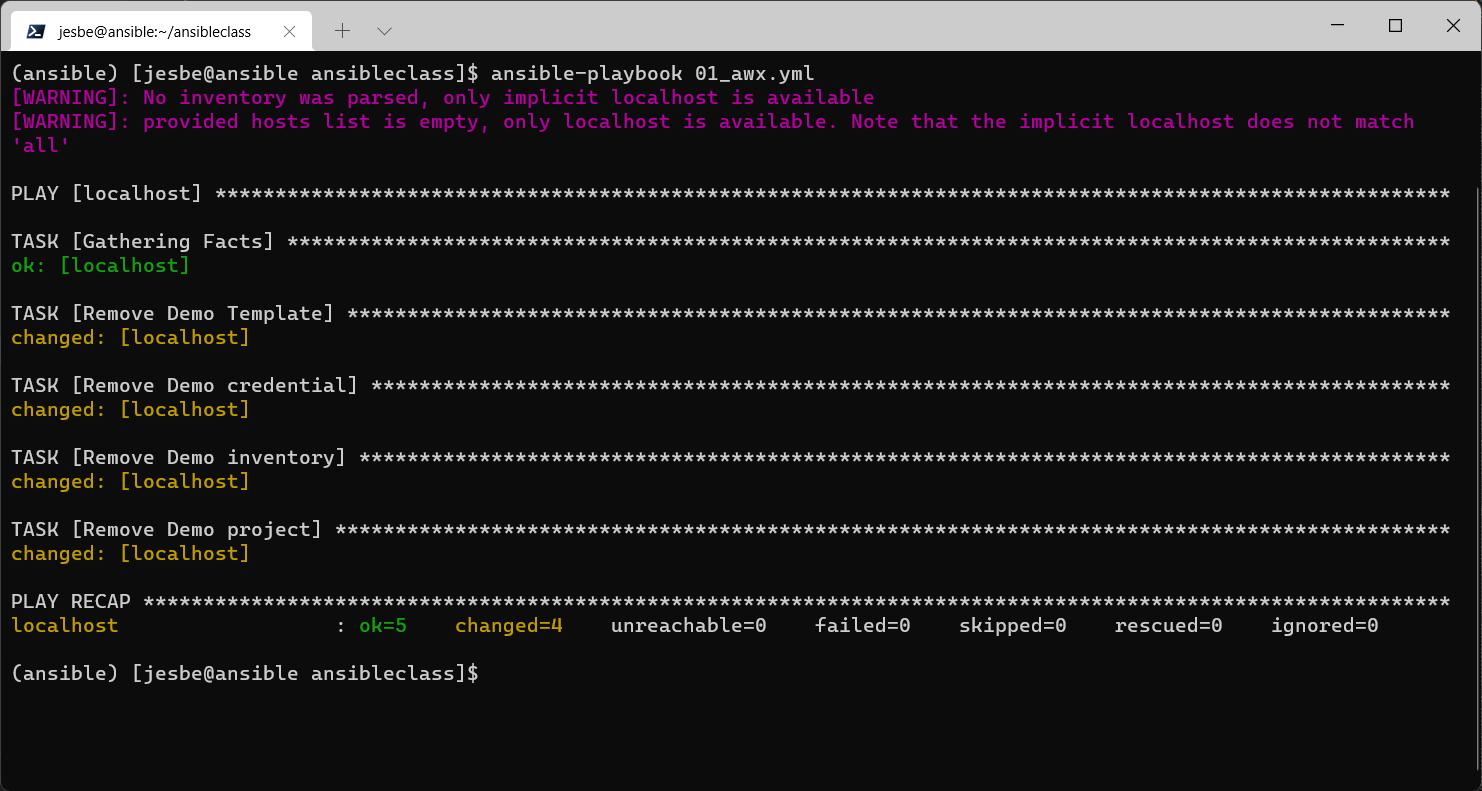 jesbe@ansible:~/ansibleclass
(ansible) [jesbe@ansible ansibleclass]$ ansible-playbook 01_awx.yml
[WARNING]: No inventory was parsed, only implicit localhost is available
[WARNING]: provided hosts list is empty, only localhost is available. Note that the implicit localhost does not match
'all'
PLAY [localhost] *******************************************************************************************************
TASK [Gathering Facts] *************************************************************************************************
ok: [localhost]
TASK [Remove Demo Template] ********************************************************************************************
changed: [localhost]
TASK [Remove Demo credential] ******************************************************************************************
changed: [localhost]
TASK [Remove Demo inventory] *******************************************************************************************
changed: [localhost]
TASK [Remove Demo project] *********************************************************************************************
changed: [localhost]
PLAY RECAP *************************************************************************************************************
localhost                  : ok=5    changed=4    unreachable=0    failed=0    skipped=0    rescued=0    ignored=0
(ansible) [jesbe@ansible ansibleclass]$